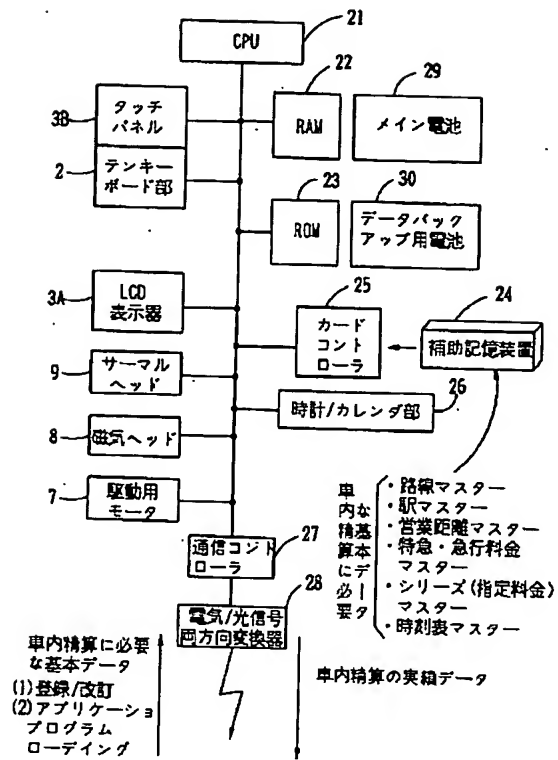 21
CPU
22
29
3B
タッチ
パネル
RAM
メイン電池
2
テンキー
ボード部
23
30
ROM
データバック
アップ用電池
3A
LCD
表示器
25
24
カード
コント
ローラ
補助記憶装置
9
サーマル
ヘッド
26
時計/カレンダ部
8
磁気ヘッド
7
駆動用
モータ
車内精算に必要
な基本データ
・路線マスター
・駅マスター
・営業距離マスター
・特急・急行料金
マスター
・シリーズ(指定料金)
マスター
・時刻表マスター
27
通信コント
ローラ
28
電気/光信号
両方向変換器
車内精算に必要
な基本データ
(1)登録/改訂
(2)アプリケーショ
プログラム
ローデイング
車内精算の実績データ